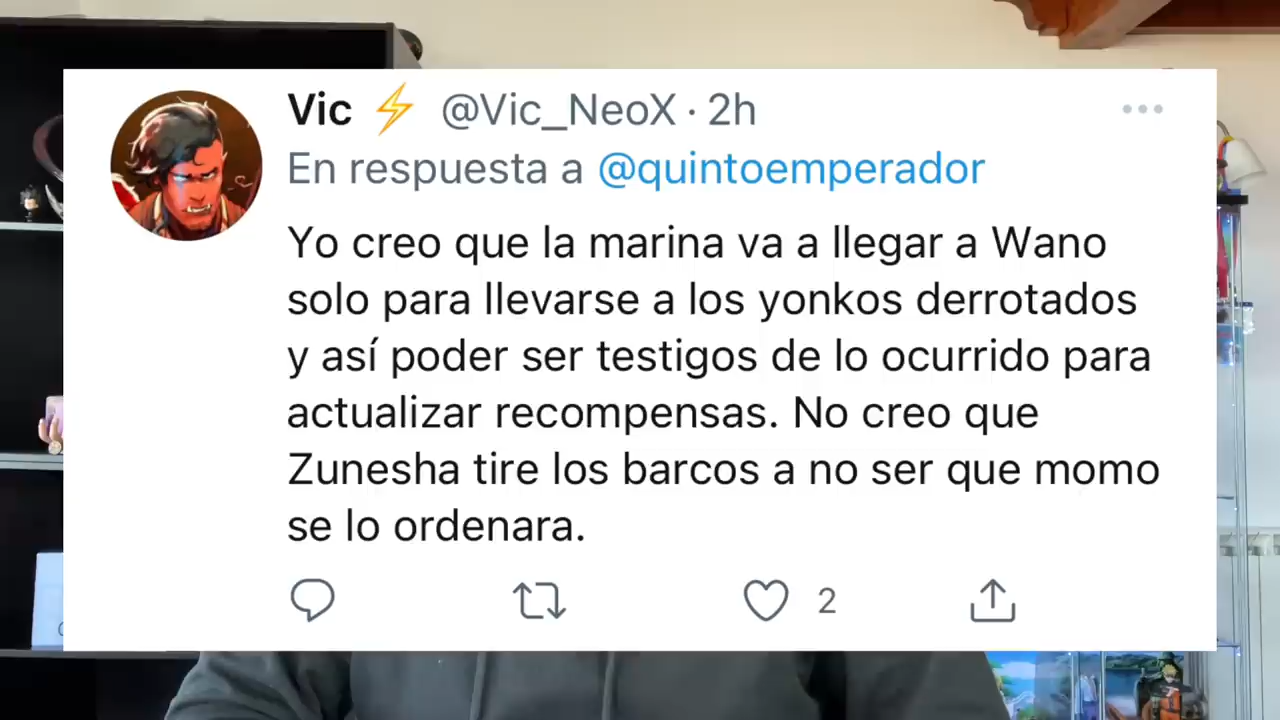 Vic ⚡ @Vic_NeoX · 2h
En respuesta a @quintoemperador
Yo creo que la marina va a llegar a Wano
solo para llevarse a los yonkos derrotados
y así poder ser testigos de lo ocurrido para
actualizar recompensas. No creo que
Zunesha tire los barcos a no ser que momo
se lo ordenara.
2